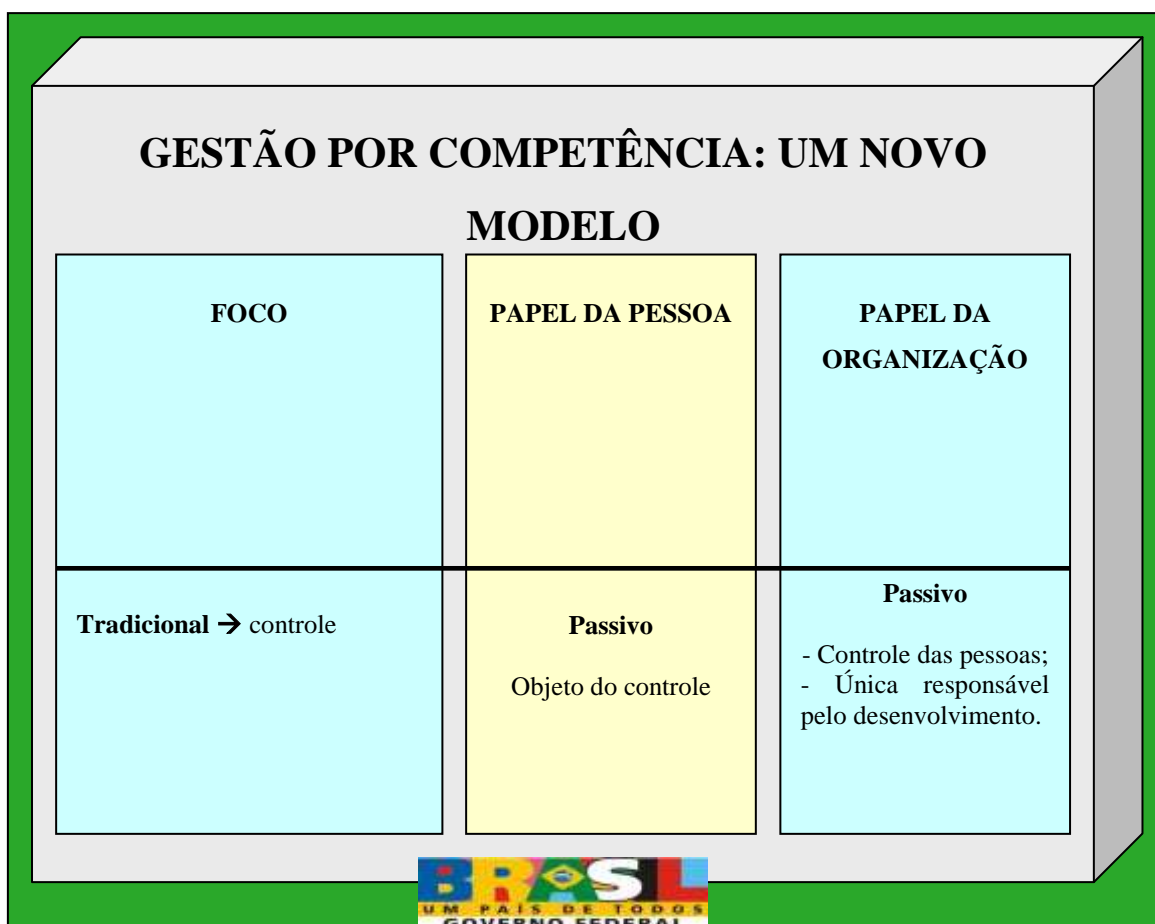 GESTÃO POR COMPETÊNCIA: UM NOVO
MODELO
FOCO
PAPEL DA PESSOA
PAPEL DA
ORGANIZAÇÃO
Tradicional → controle
Passivo
Objeto do controle
Passivo
- Controle das pessoas;
- Única responsável
pelo desenvolvimento.
BRASIL
UM PAÍS DE TODOS
GOVERNO FEDERAL